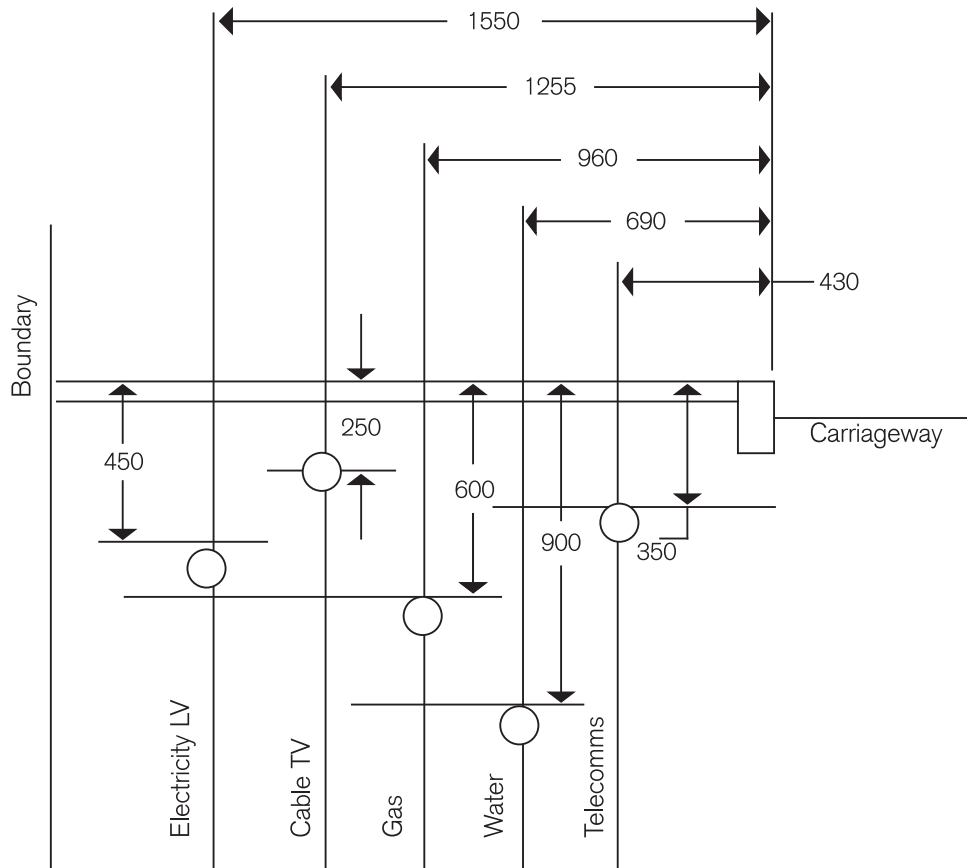 1550
1255
960
690
430
Boundary
Carriageway
250
450
600
900
350
Electricity LV
Cable TV
Gas
Water
Telecomms